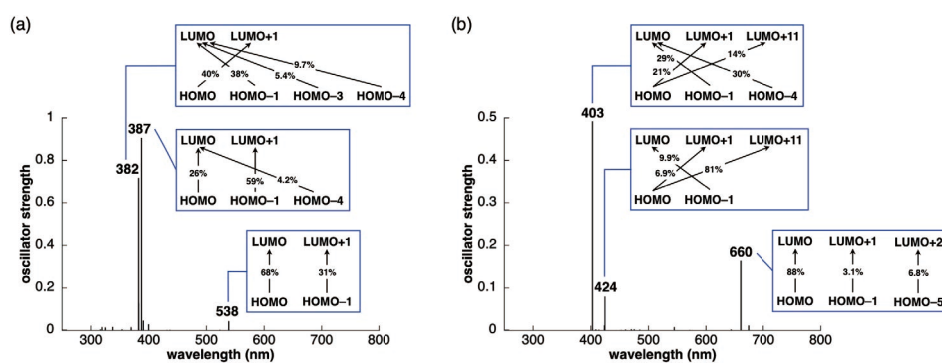 (a)
LUMO LUMO+1
9.7%
5.4%
40% 38%
HOMO HOMO−1 HOMO−3 HOMO−4
387
382
LUMO LUMO+1
26% 59% 4.2%
HOMO HOMO−1 HOMO−4
LUMO LUMO+1
68% 31%
HOMO HOMO−1
538
oscillator strength
1
0.8
0.6
0.4
0.2
0
300 400 500 600 700 800
wavelength (nm)
(b)
LUMO LUMO+1 LUMO+11
14%
29%
21% 30%
HOMO HOMO−1 HOMO−4
403
LUMO LUMO+1 LUMO+11
9.9%
6.9% 81%
HOMO HOMO−1
424
660
LUMO LUMO+1 LUMO+2
88% 3.1% 6.8%
HOMO HOMO−1 HOMO−5
oscillator strength
0.5
0.4
0.3
0.2
0.1
0
300 400 500 600 700 800
wavelength (nm)